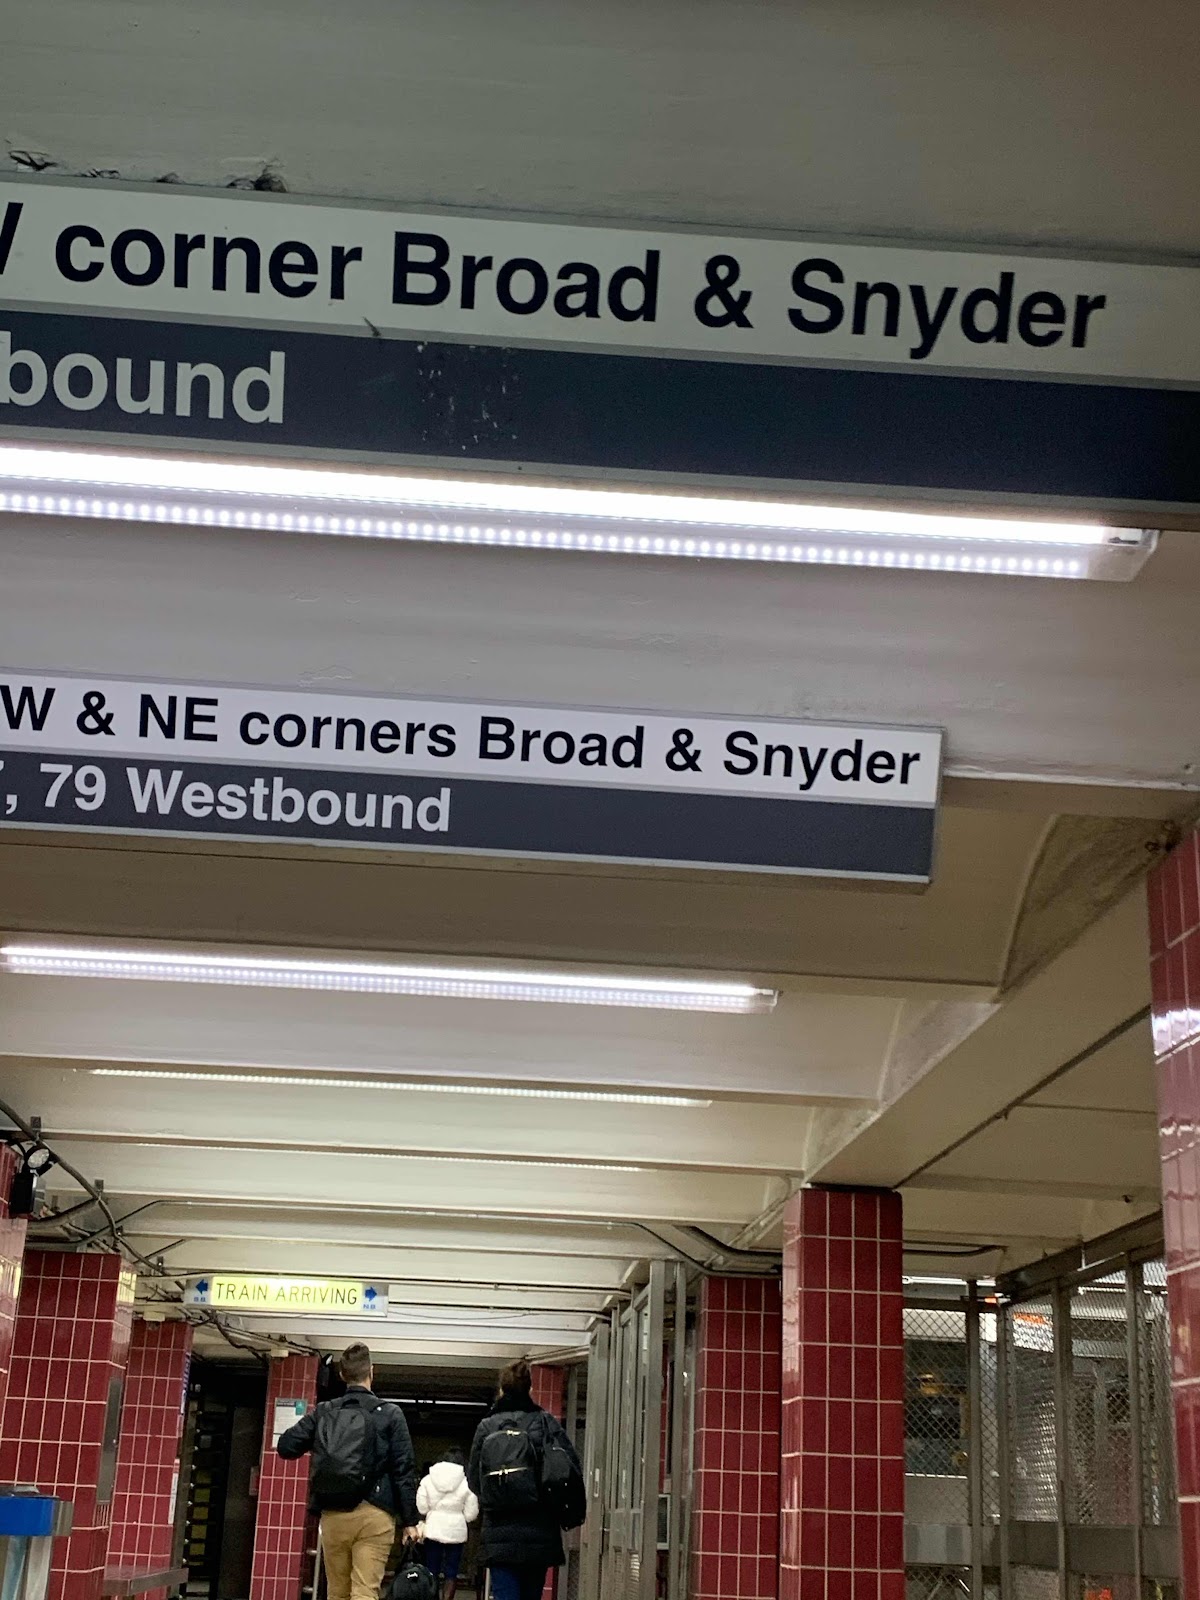 corner Broad & Snyder
bound
W & NE corners Broad & Snyder
, 79 Westbound
TRAIN ARRIVING
S.B.
N.B.